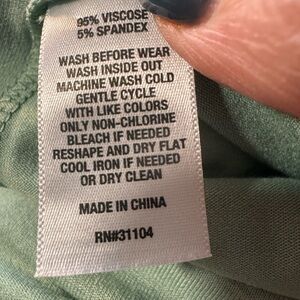 95% VISCOSE
5% SPANDEX
WASH BEFORE WEAR
WASH INSIDE OUT
MACHINE WASH COLD
GENTLE CYCLE
WITH LIKE COLORS
ONLY NON-CHLORINE
BLEACH IF NEEDED
RESHAPE AND DRY FLAT
COOL IRON IF NEEDED
OR DRY CLEAN
MADE IN CHINA
RN#31104